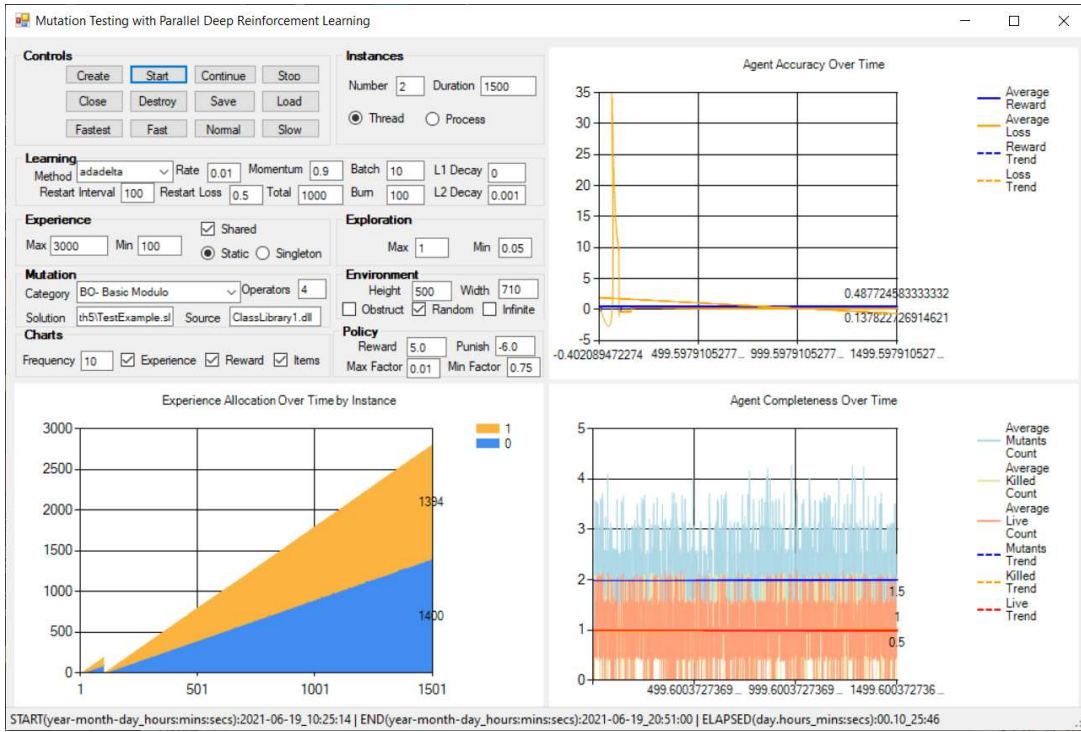 Mutation Testing with Parallel Deep Reinforcement Learning
Controls
Create Start Continue Stop
Close Destroy Save Load
Fastest Fast Normal Slow
Instances
Number 2 Duration 1500
Thread Process
Learning
Method adadelta Rate 0.01 Momentum 0.9 Batch 10 L1 Decay 0
Restart Interval 100 Restart Loss 0.5 Total 1000 Burn 100 L2 Decay 0.001
Experience
Shared
Max 3000 Min 100 Static Singleton
Exploration
Max 1 Min 0.05
Mutation
Category BO- Basic Modulo Operators 4
Solution th5\TestExample.sl Source ClassLibrary1.dll
Environment
Height 500 Width 710
Obstruct Random Infinite
Charts
Frequency 10 Experience Reward Items
Policy
Reward 5.0 Punish -6.0
Max Factor 0.01 Min Factor 0.75
Agent Accuracy Over Time
35
30
25
20
15
10
5
0
-5
0.487724583333332
0.137822726914621
-0.402089472274 499.5979105277... 999.5979105277... 1499.597910527...
Average
Reward
Average
Loss
Reward
Trend
Loss
Trend
Experience Allocation Over Time by Instance
3000
2500
2000
1500
1000
500
0
1394
1400
1 501 1001 1501
1
0
Agent Completeness Over Time
5
4
3
2
1
0
1.5
1
0.5
499.6003727369... 999.6003727369... 1499.600372736...
Average
Mutants
Count
Average
Killed
Count
Average
Live
Count
Mutants
Trend
Killed
Trend
Live
Trend
START(year-month-day_hours:mins:secs):2021-06-19_10:25:14 | END(year-month-day_hours:mins:secs):2021-06-19_20:51:00 | ELAPSED(day.hours_mins:secs):00.10_25:46